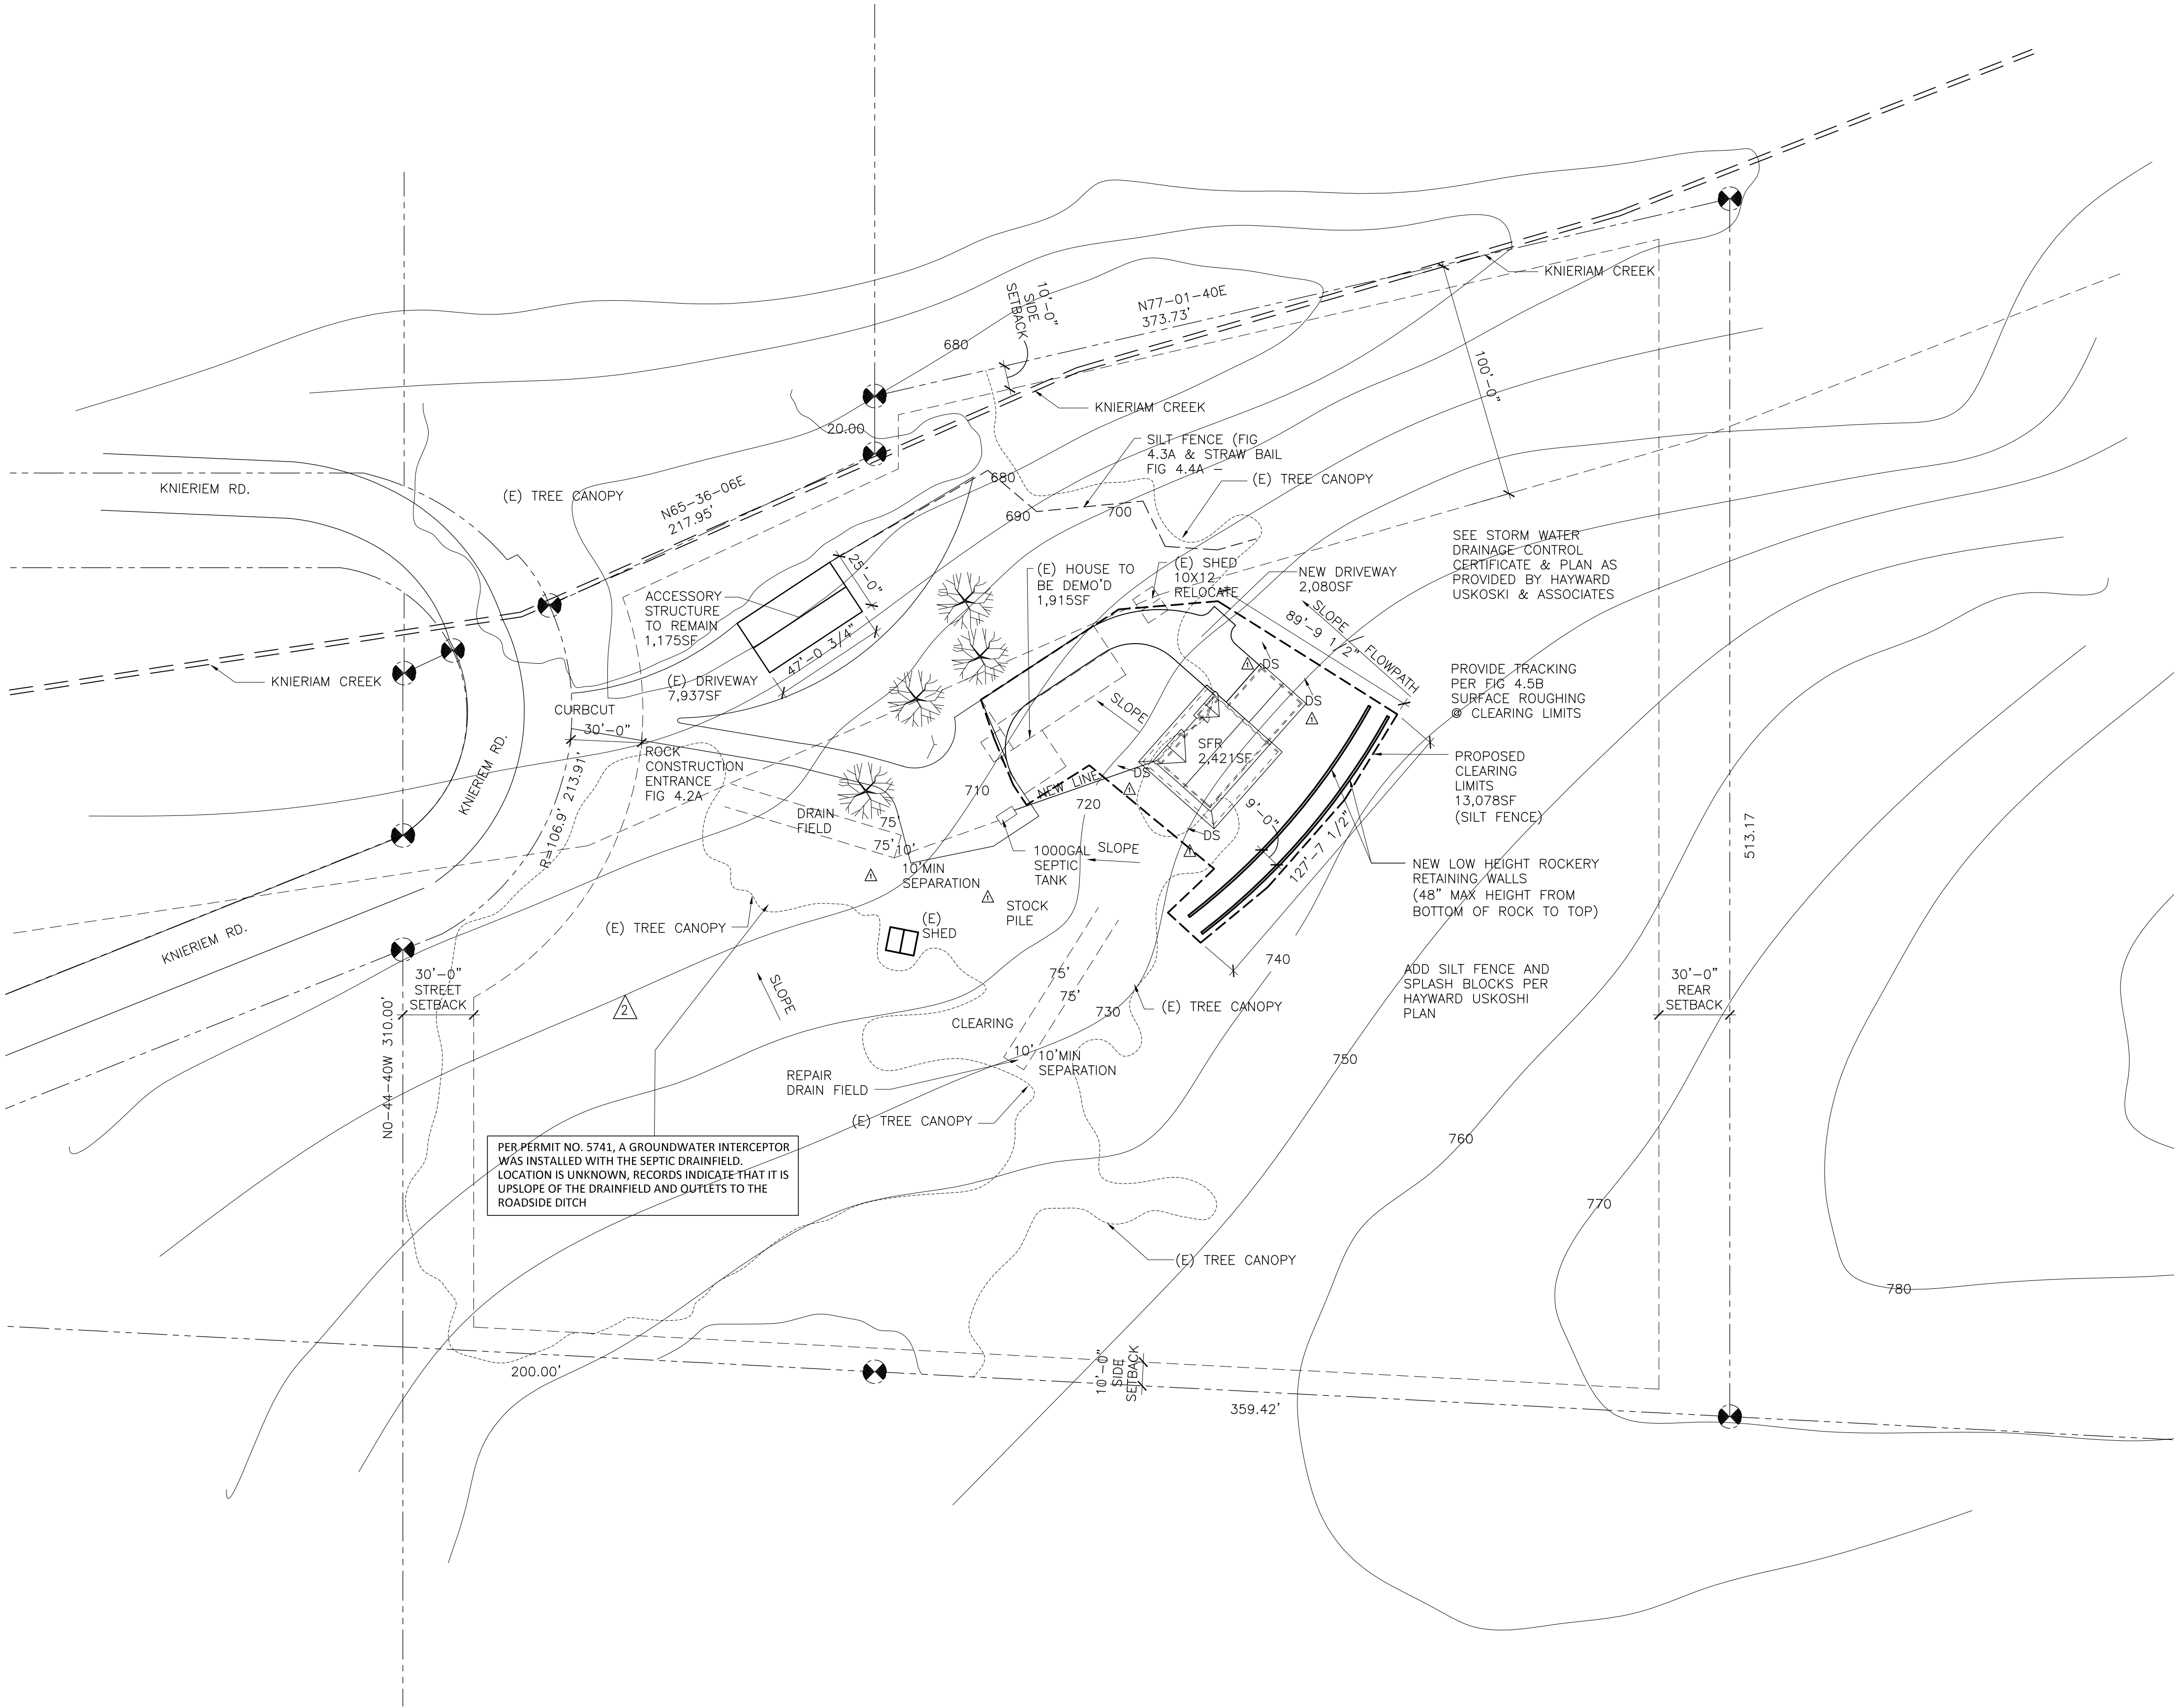 KNIERIAM CREEK
10'-0"
SIDE
SETBACK
N77-01-40E
373.73'
680
100'-0"
KNIERIAM CREEK
20.00
SILT FENCE (FIG
4.3A & STRAW BAIL
FIG 4.4A –
KNIERIEM RD.
(E) TREE CANOPY
N65-36-06E
217.95'
680
(E) TREE CANOPY
690
700
SEE STORM WATER
DRAINAGE CONTROL
CERTIFICATE & PLAN AS
PROVIDED BY HAYWARD
USKOSKI & ASSOCIATES
25'-0"
(E) HOUSE TO
BE DEMO'D
1,915SF
(E) SHED
10X12
RELOCATE
NEW DRIVEWAY
2,080SF
ACCESSORY
STRUCTURE
TO REMAIN
1,175SF
47'-0 3/4"
SLOPE
89'-9 1/2"
FLOWPATH
KNIERIAM CREEK
(E) DRIVEWAY
7,937SF
DS
DS
PROVIDE TRACKING
PER FIG 4.5B
SURFACE ROUGHING
@ CLEARING LIMITS
CURBCUT
30'-0"
SLOPE
SFR
2,421SF
ROCK
CONSTRUCTION
ENTRANCE
FIG 4.2A
KNIERIEM RD.
R=106.9' 213.91'
PROPOSED
CLEARING
LIMITS
13,078SF
(SILT FENCE)
DS
NEW LINE
710
720
DRAIN
FIELD
75'
75'
10'
10'MIN
SEPARATION
1000GAL
SEPTIC
TANK
SLOPE
DS
9'-0"
127'-7 1/2"
513.17
NEW LOW HEIGHT ROCKERY
RETAINING WALLS
(48" MAX HEIGHT FROM
BOTTOM OF ROCK TO TOP)
STOCK
PILE
(E) TREE CANOPY
(E)
SHED
KNIERIEM RD.
30'-0"
STREET
SETBACK
SLOPE
75'
75'
740
ADD SILT FENCE AND
SPLASH BLOCKS PER
HAYWARD USKOSHI
PLAN
30'-0"
REAR
SETBACK
2
N0-44-40W 310.00'
CLEARING
730
(E) TREE CANOPY
10'
10'MIN
SEPARATION
750
REPAIR
DRAIN FIELD
(E) TREE CANOPY
760
PER PERMIT NO. 5741, A GROUNDWATER INTERCEPTOR
WAS INSTALLED WITH THE SEPTIC DRAINFIELD.
LOCATION IS UNKNOWN, RECORDS INDICATE THAT IT IS
UPSLOPE OF THE DRAINFIELD AND OUTLETS TO THE
ROADSIDE DITCH
770
(E) TREE CANOPY
780
200.00'
10'-0"
SIDE
SETBACK
359.42'